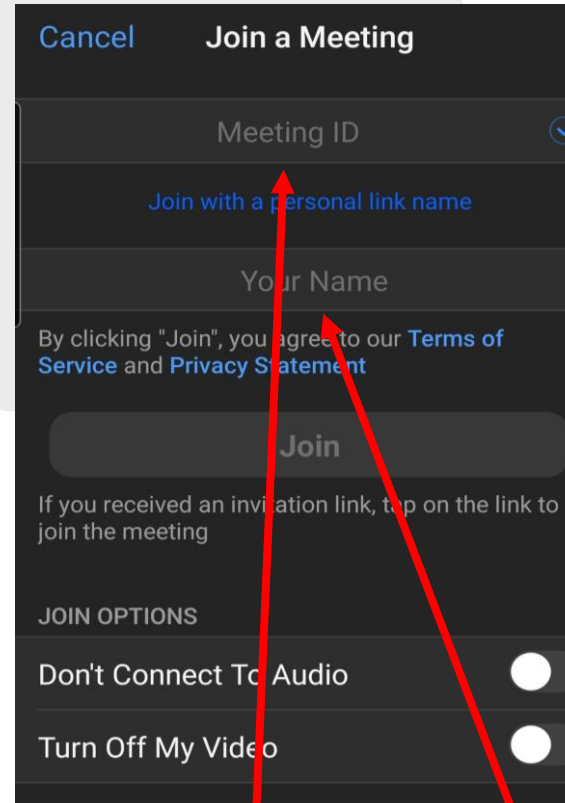 Cancel Join a Meeting
Meeting ID
Join with a personal link name
Your Name
By clicking "Join", you agree to our Terms of
Service and Privacy Statement
Join
If you received an invitation link, tap on the link to
join the meeting
JOIN OPTIONS
Don't Connect To Audio
Turn Off My Video